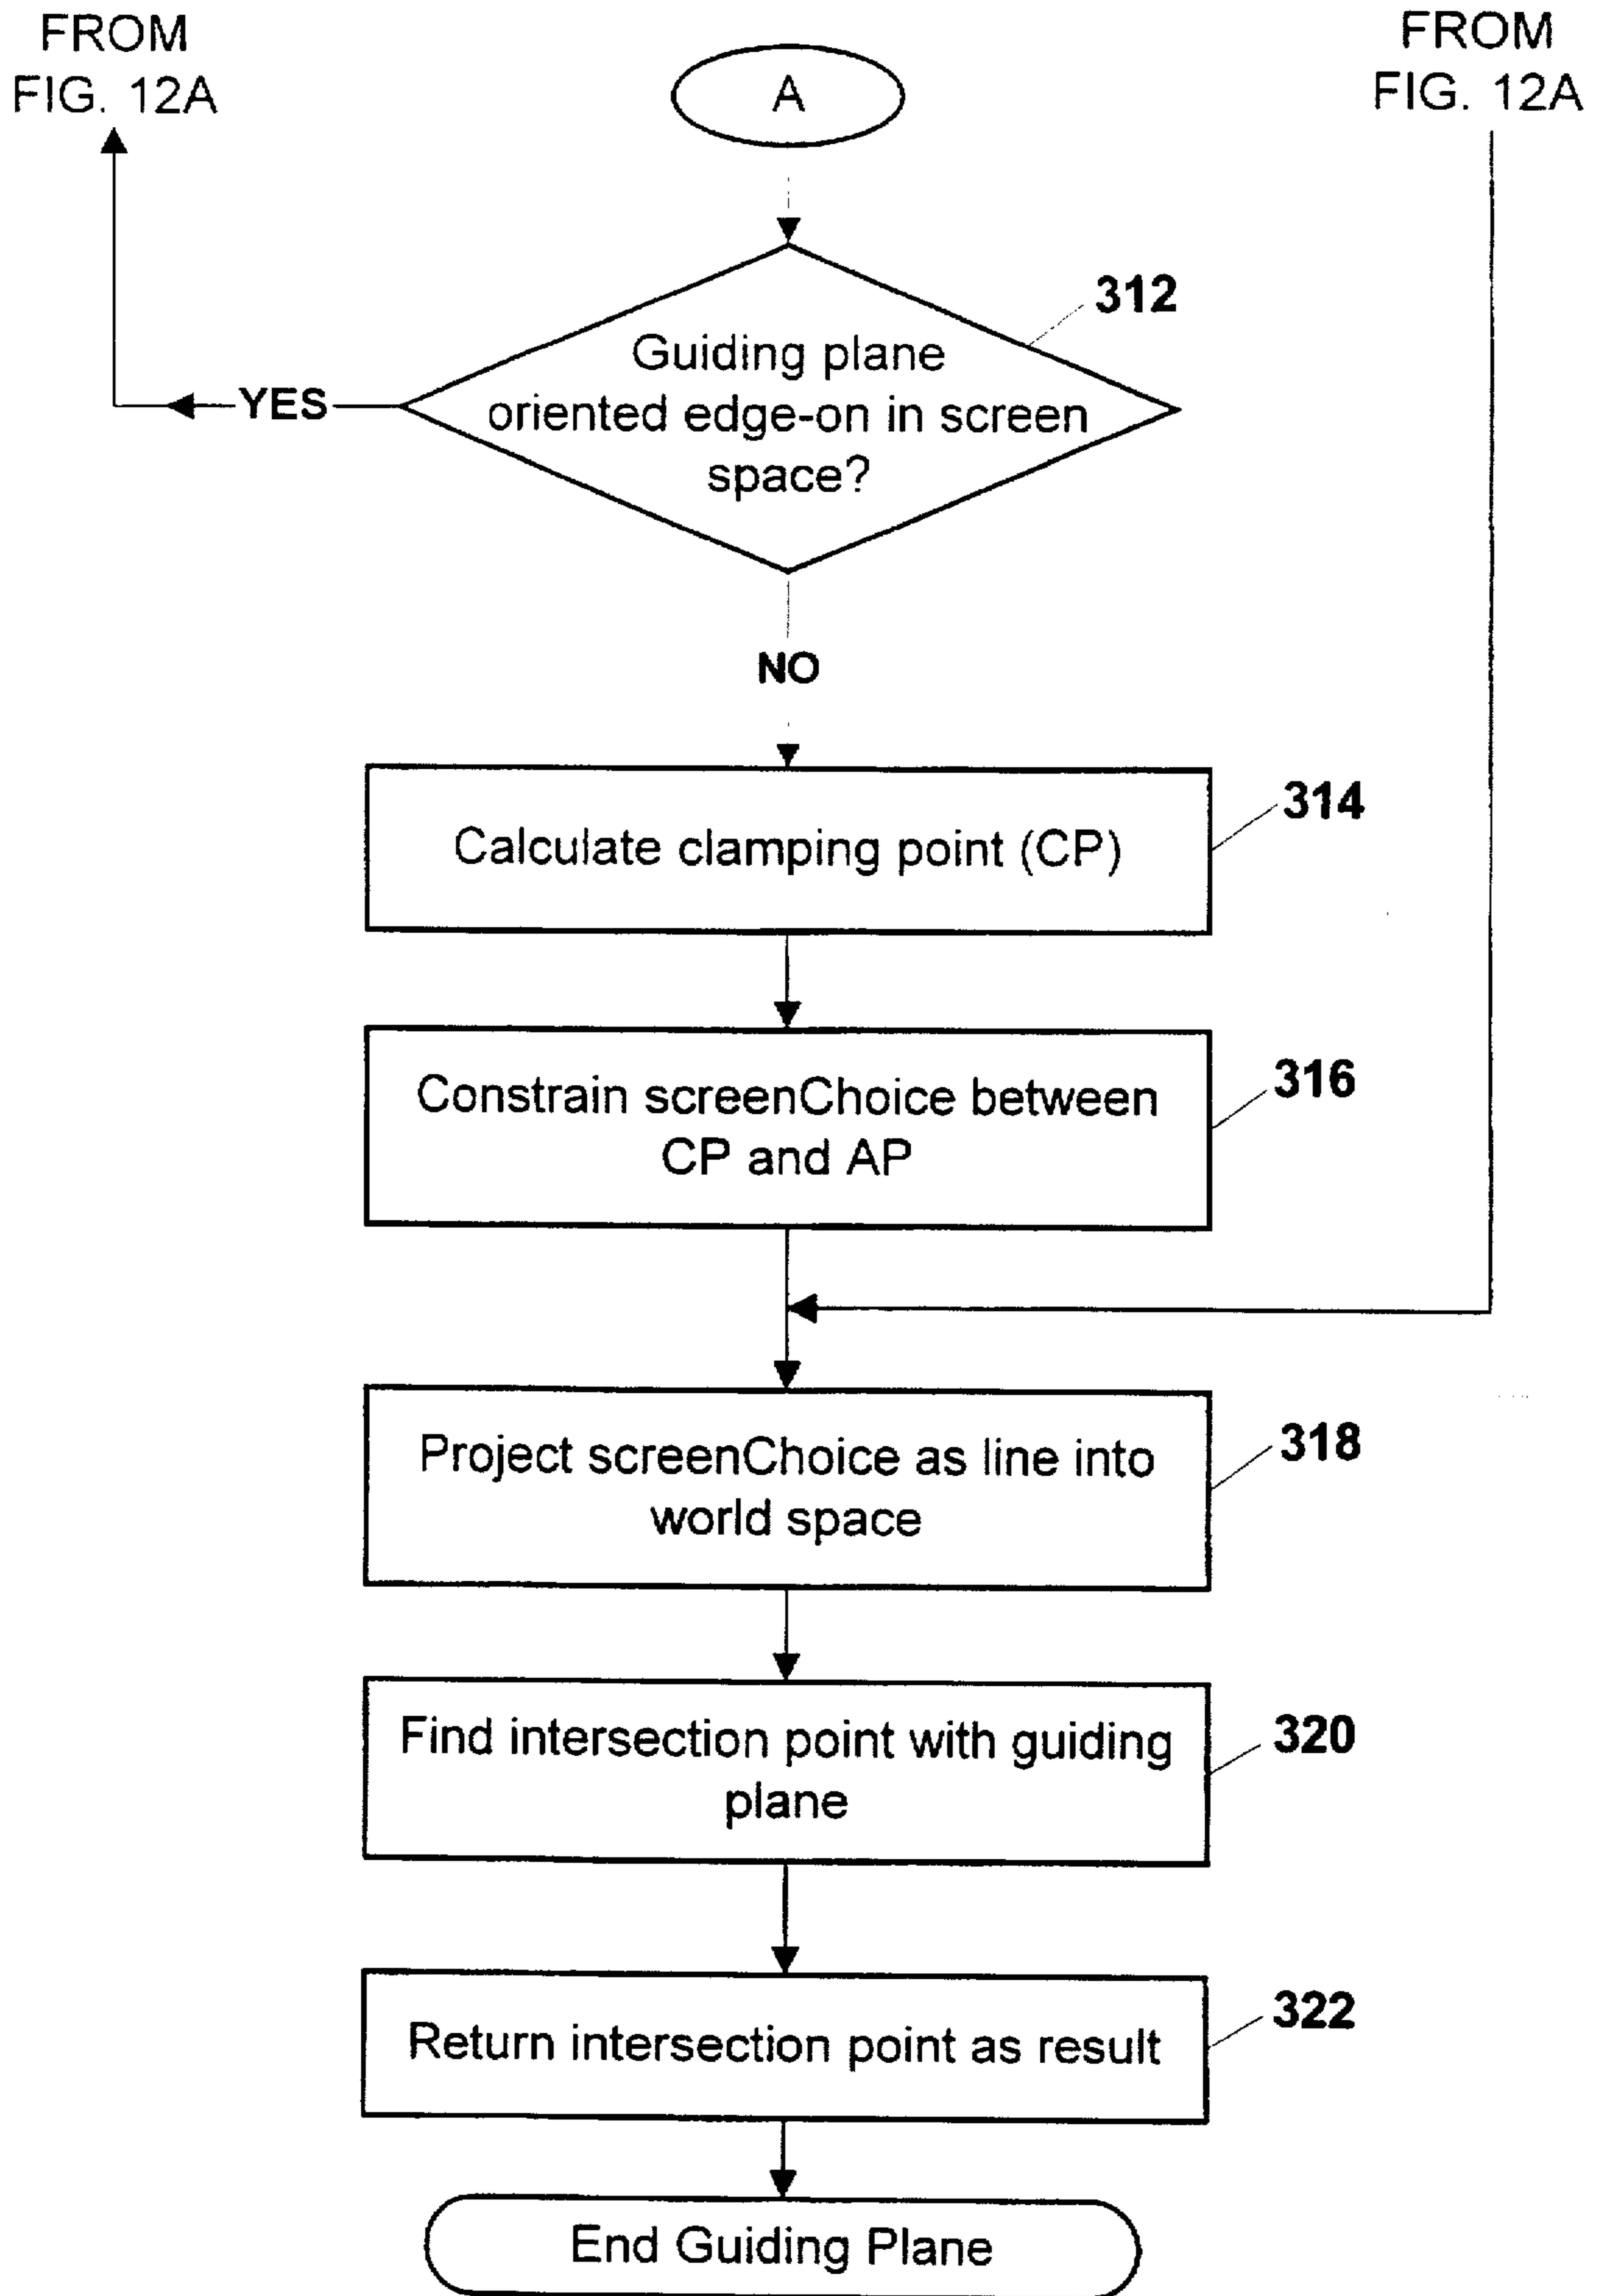 FROM
FIG. 12A
A
FROM
FIG. 12A
312
Guiding plane
oriented edge-on in screen
space?
YES
NO
314
Calculate clamping point (CP)
316
Constrain screenChoice between
CP and AP
318
Project screenChoice as line into
world space
320
Find intersection point with guiding
plane
322
Return intersection point as result
End Guiding Plane